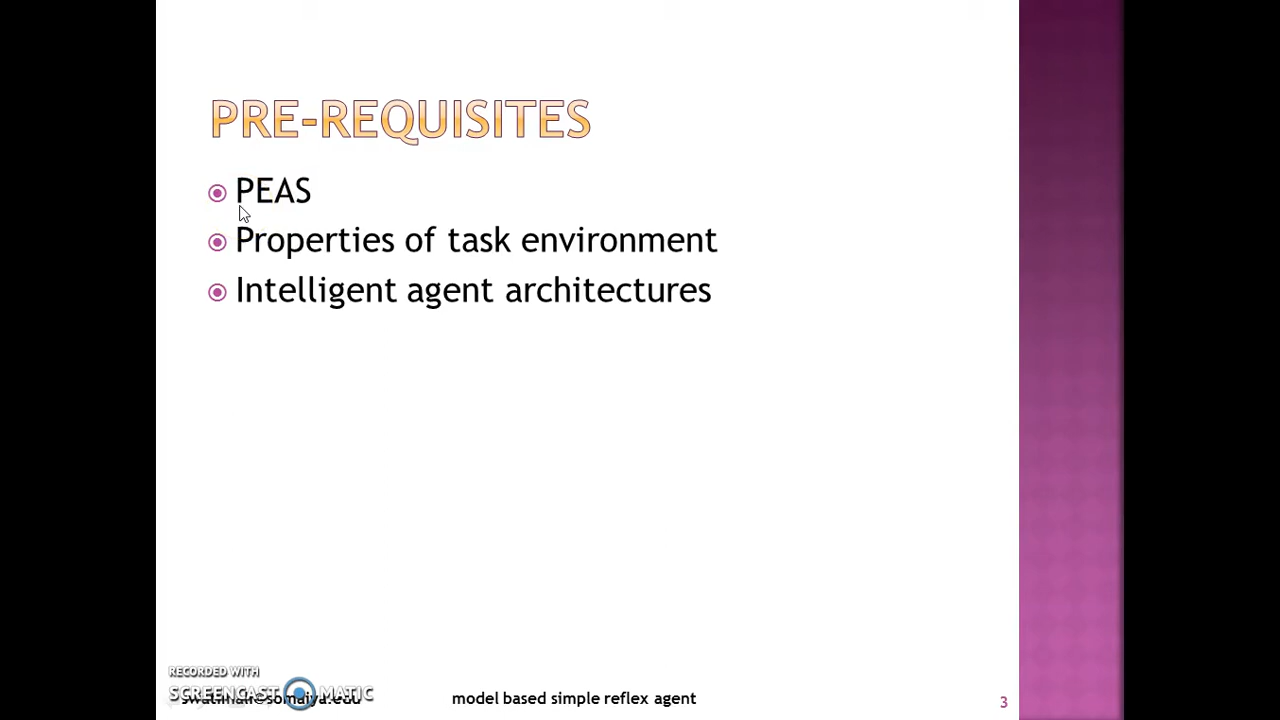 PRE-REQUISITES
PEAS
Properties of task environment
Intelligent agent architectures
RECORDED WITH
SCREENCAST MATIC
model based simple reflex agent
3